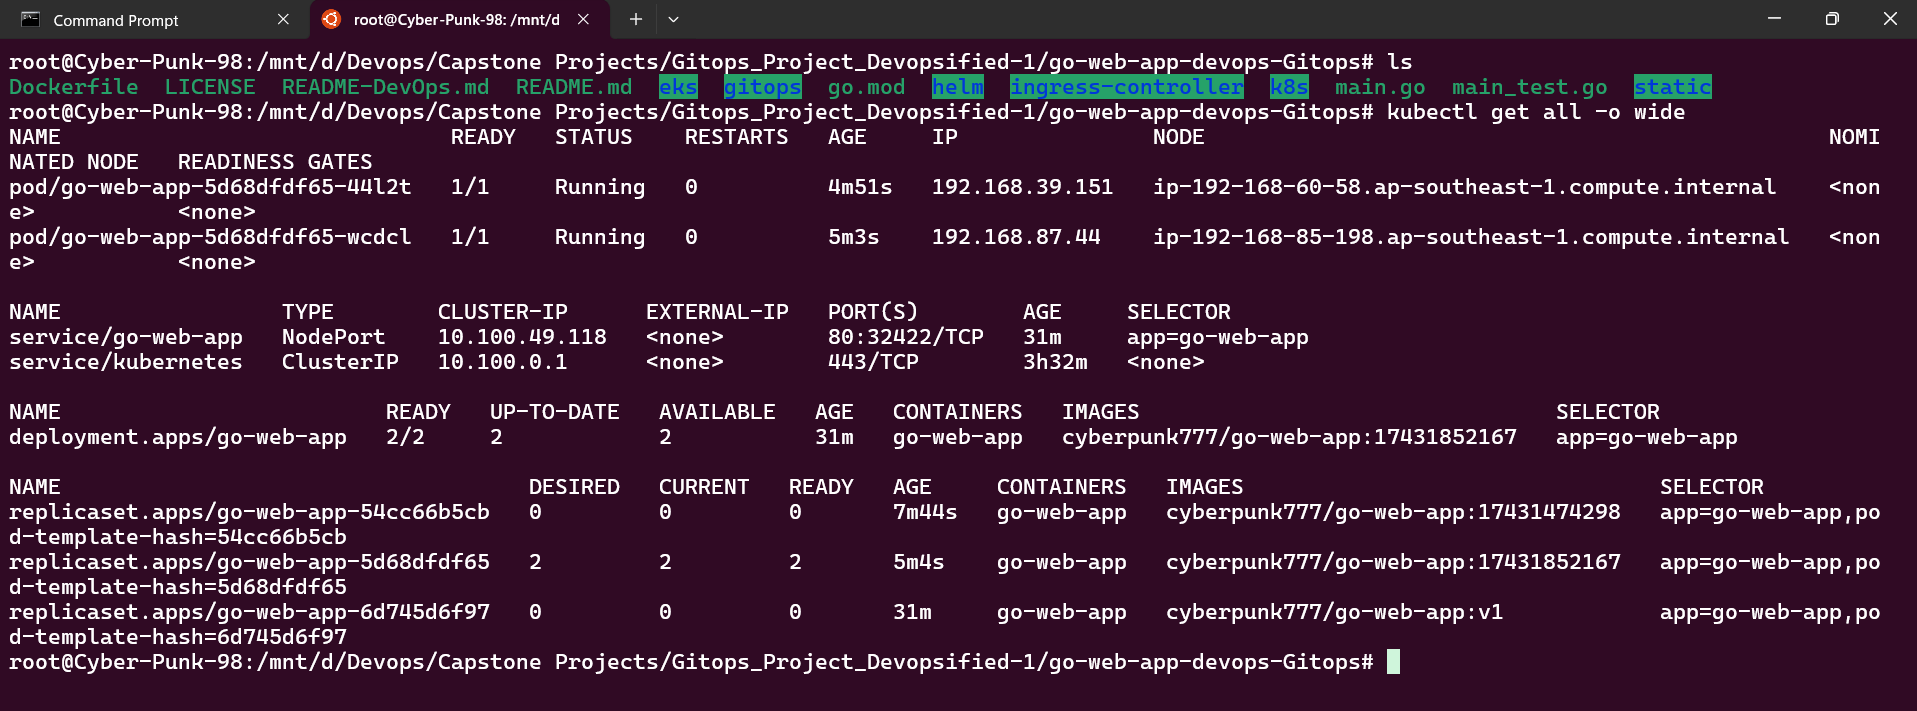 Command Prompt
root@Cyber-Punk-98: /mnt/d
root@Cyber-Punk-98:/mnt/d/Devops/Capstone Projects/Gitops_Project_Devopsified-1/go-web-app-devops-Gitops# ls
Dockerfile  LICENSE  README-DevOps.md  README.md  eks  gitops  go.mod  helm  ingress-controller  k8s  main.go  main_test.go  static
root@Cyber-Punk-98:/mnt/d/Devops/Capstone Projects/Gitops_Project_Devopsified-1/go-web-app-devops-Gitops# kubectl get all -o wide
NAME                              READY   STATUS    RESTARTS   AGE     IP               NODE                                                NOMI
NATED NODE   READINESS GATES
pod/go-web-app-5d68dfdf65-44l2t   1/1     Running   0          4m51s   192.168.39.151   ip-192-168-60-58.ap-southeast-1.compute.internal    <non
e>           <none>
pod/go-web-app-5d68dfdf65-wcdcl   1/1     Running   0          5m3s    192.168.87.44    ip-192-168-85-198.ap-southeast-1.compute.internal   <non
e>           <none>
NAME                 TYPE        CLUSTER-IP      EXTERNAL-IP   PORT(S)        AGE     SELECTOR
service/go-web-app   NodePort    10.100.49.118   <none>        80:32422/TCP   31m     app=go-web-app
service/kubernetes   ClusterIP   10.100.0.1      <none>        443/TCP        3h32m   <none>
NAME                         READY   UP-TO-DATE   AVAILABLE   AGE   CONTAINERS   IMAGES                                SELECTOR
deployment.apps/go-web-app   2/2     2            2           31m   go-web-app   cyberpunk777/go-web-app:17431852167   app=go-web-app
NAME                                    DESIRED   CURRENT   READY   AGE     CONTAINERS   IMAGES                                SELECTOR
replicaset.apps/go-web-app-54cc66b5cb   0         0         0       7m44s   go-web-app   cyberpunk777/go-web-app:17431474298   app=go-web-app,po
d-template-hash=54cc66b5cb
replicaset.apps/go-web-app-5d68dfdf65   2         2         2       5m4s    go-web-app   cyberpunk777/go-web-app:17431852167   app=go-web-app,po
d-template-hash=5d68dfdf65
replicaset.apps/go-web-app-6d745d6f97   0         0         0       31m     go-web-app   cyberpunk777/go-web-app:v1            app=go-web-app,po
d-template-hash=6d745d6f97
root@Cyber-Punk-98:/mnt/d/Devops/Capstone Projects/Gitops_Project_Devopsified-1/go-web-app-devops-Gitops#